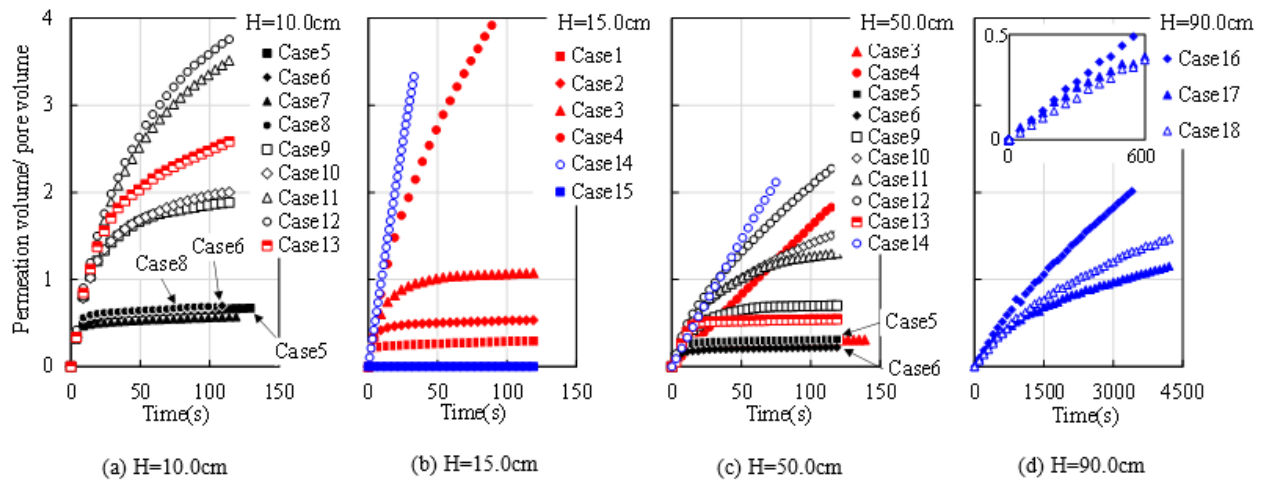 Permeation volume/ pore volume
4
3
2
1
0
0
50
100
150
Time(s)
H=10.0cm
Case5
Case6
Case7
Case8
Case9
Case10
Case11
Case12
Case13
Case6
Case8
Case5
(a) H=10.0cm
0
50
100
150
Time(s)
H=15.0cm
Case1
Case2
Case3
Case4
Case14
Case15
(b) H=15.0cm
0
50
100
150
Time(s)
H=50.0cm
Case3
Case4
Case5
Case6
Case9
Case10
Case11
Case12
Case13
Case14
Case5
Case6
(c) H=50.0cm
0
1500
3000
4500
Time(s)
H=90.0cm
0.5
0
0
600
Case16
Case17
Case18
(d) H=90.0cm